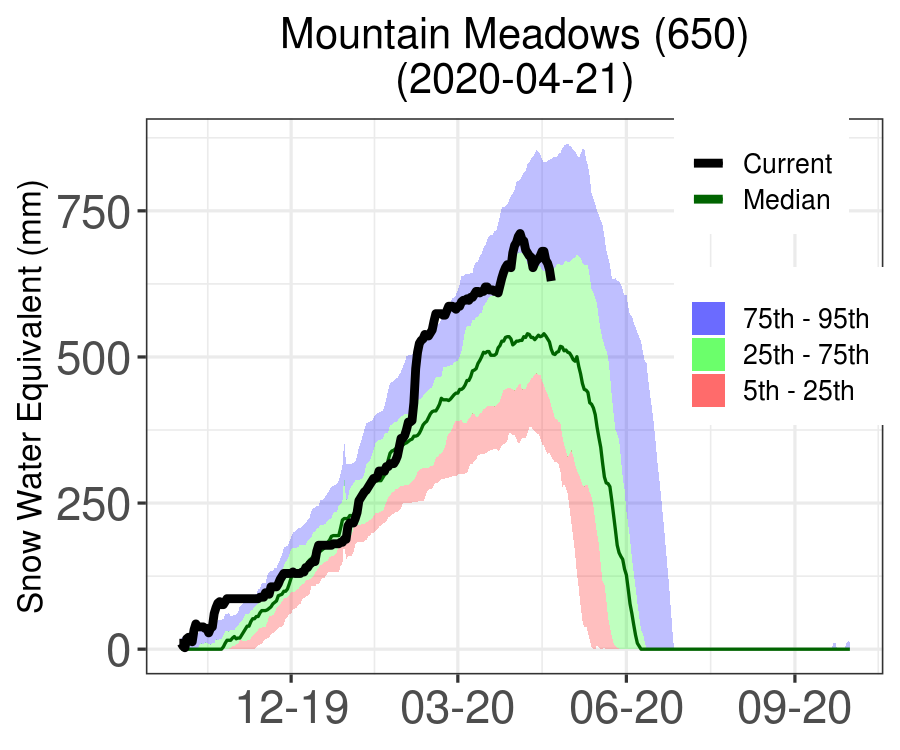 Mountain Meadows (650)
(2020-04-21)
Snow Water Equivalent (mm)
750
500
250
0
12-19
03-20
06-20
09-20
Current
Median
75th - 95th
25th - 75th
5th - 25th